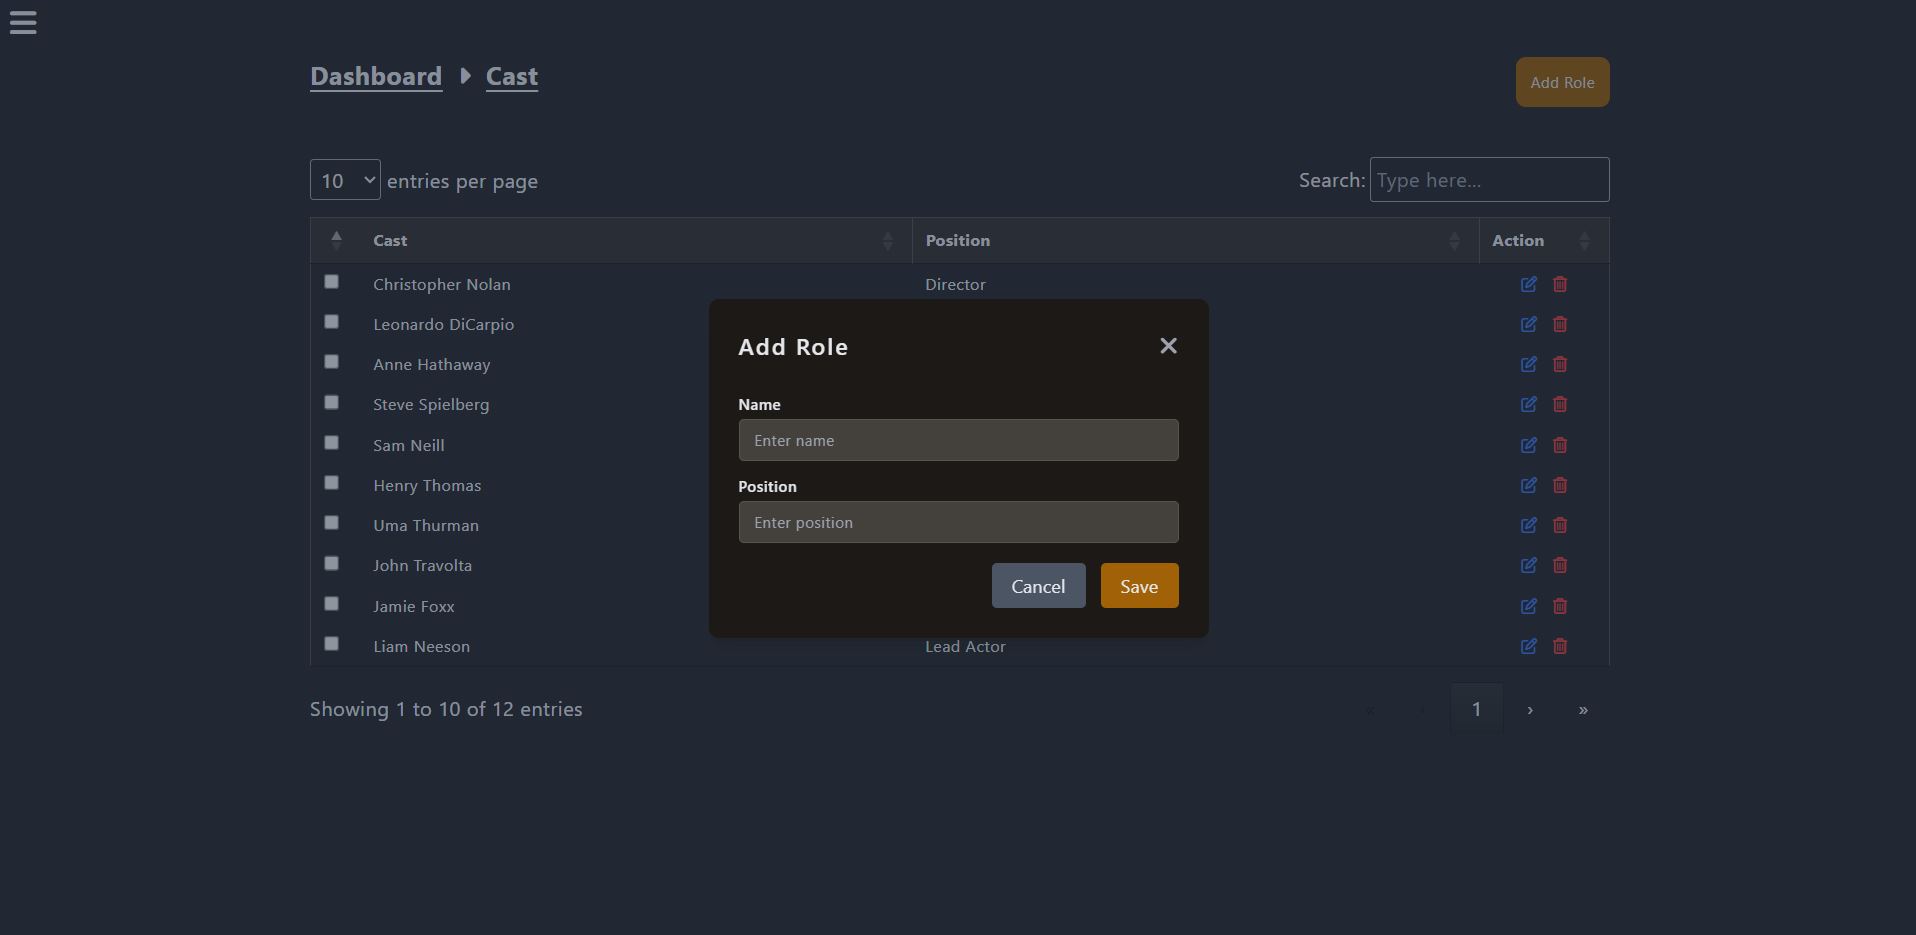 Dashboard Cast
Add Role
10 entries per page
Search: Type here...
Cast Position Action
Christopher Nolan Director
Leonardo DiCarpio
Anne Hathaway
Steve Spielberg
Sam Neill
Henry Thomas
Uma Thurman
John Travolta
Jamie Foxx
Liam Neeson Lead Actor
Add Role
Name
Enter name
Position
Enter position
Cancel Save
Showing 1 to 10 of 12 entries
« ‹ 1 › »